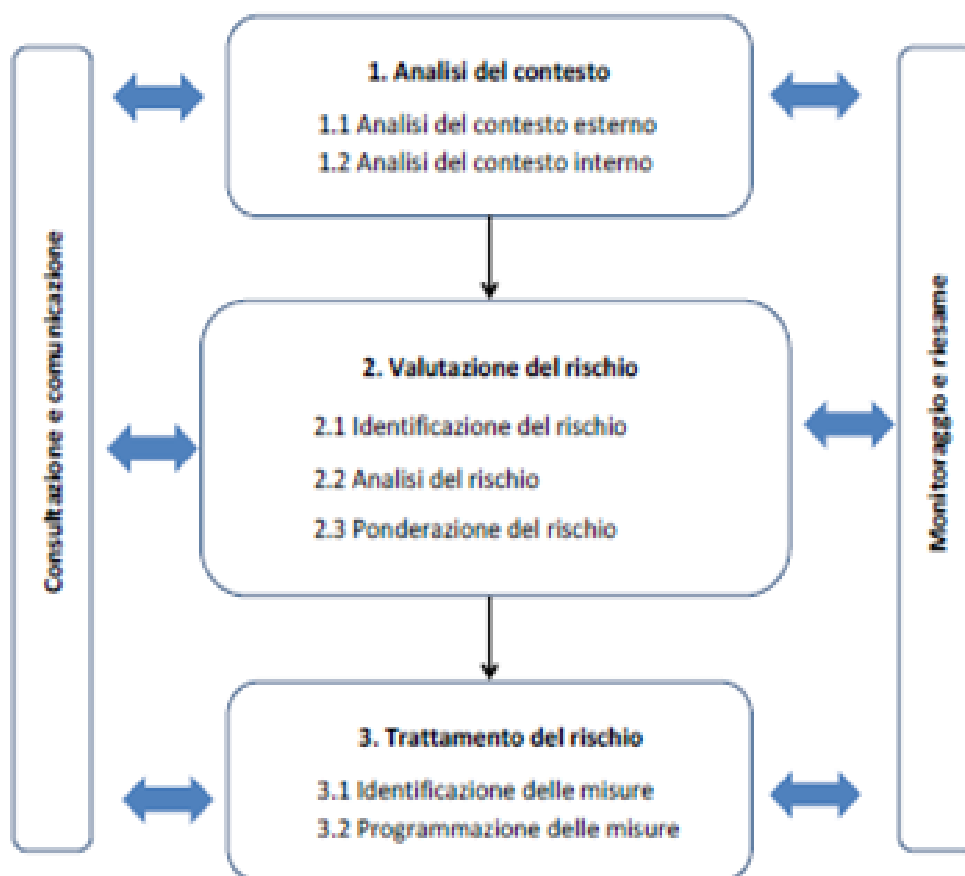 Consultazione e comunicazione
1. Analisi del contesto
1.1 Analisi del contesto esterno
1.2 Analisi del contesto interno
2. Valutazione del rischio
2.1 Identificazione del rischio
2.2 Analisi del rischio
2.3 Ponderazione del rischio
3. Trattamento del rischio
3.1 Identificazione delle misure
3.2 Programmazione delle misure
Monitoraggio e riesame